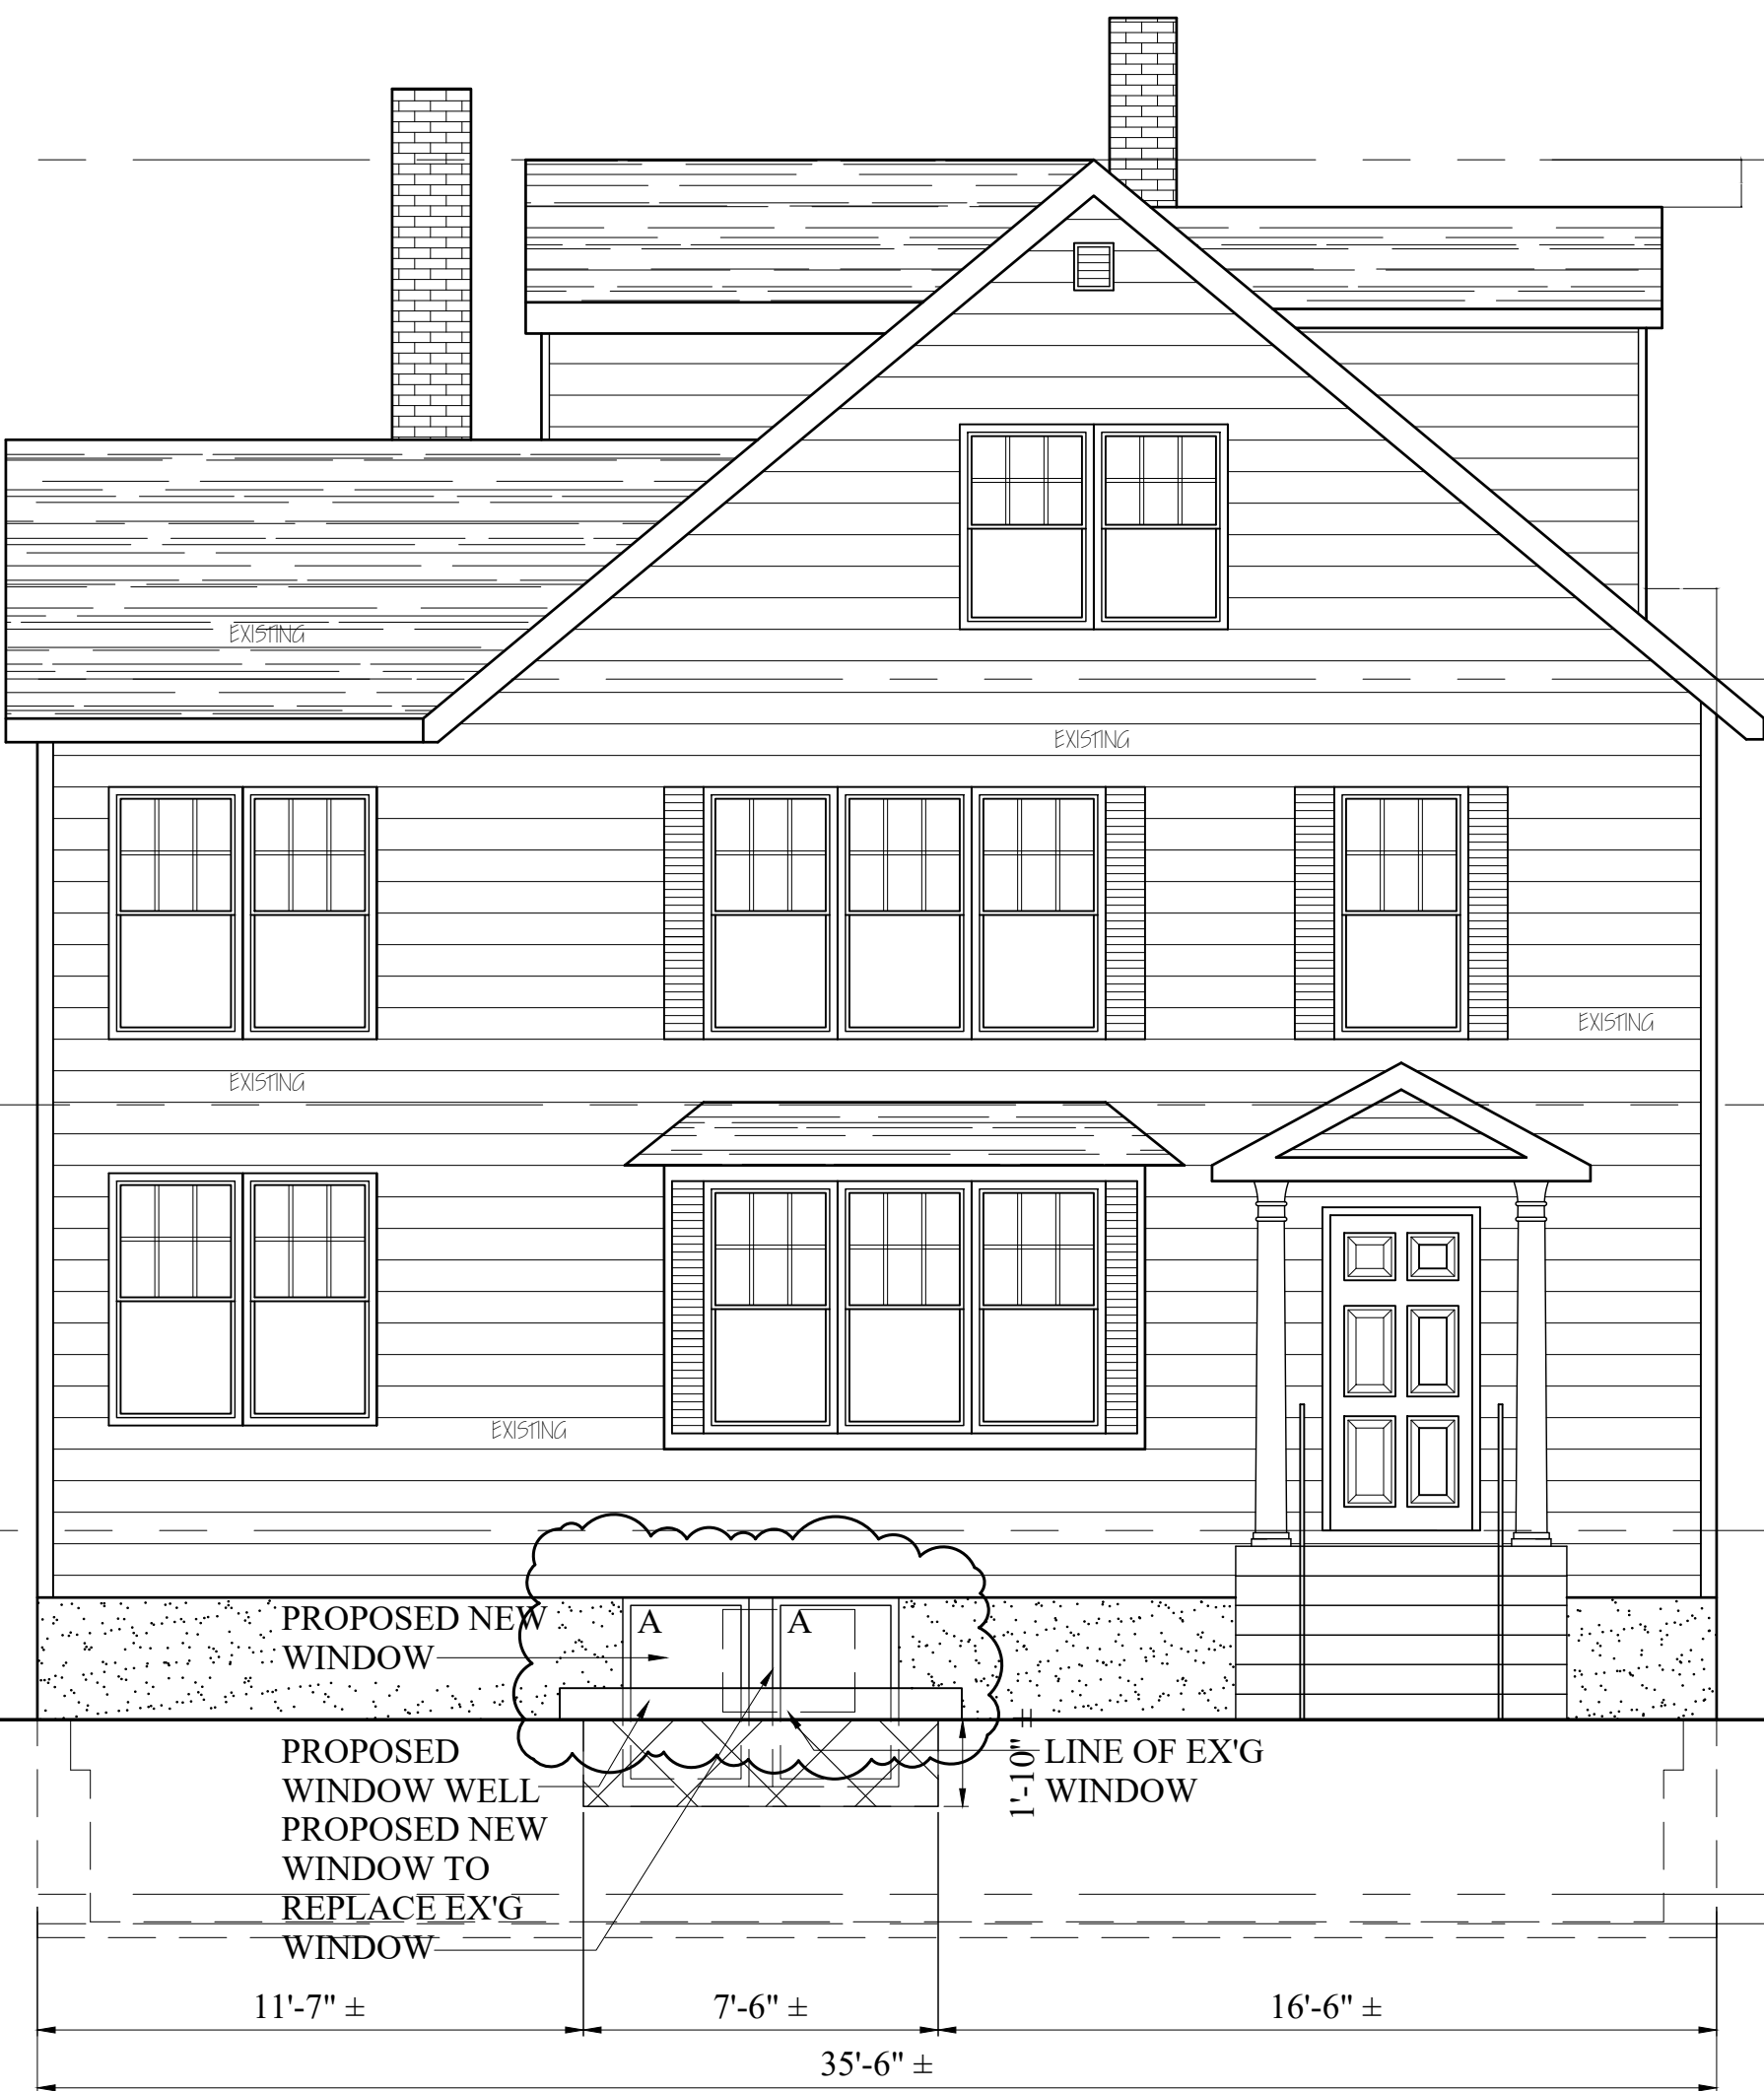 EXISTING
EXISTING
EXISTING
EXISTING
EXISTING
PROPOSED NEW
WINDOW
A
A
PROPOSED
WINDOW WELL
1'-10" ±
LINE OF EX'G
WINDOW
PROPOSED NEW
WINDOW TO
REPLACE EX'G
WINDOW
11'-7" ±
7'-6" ±
16'-6" ±
35'-6" ±